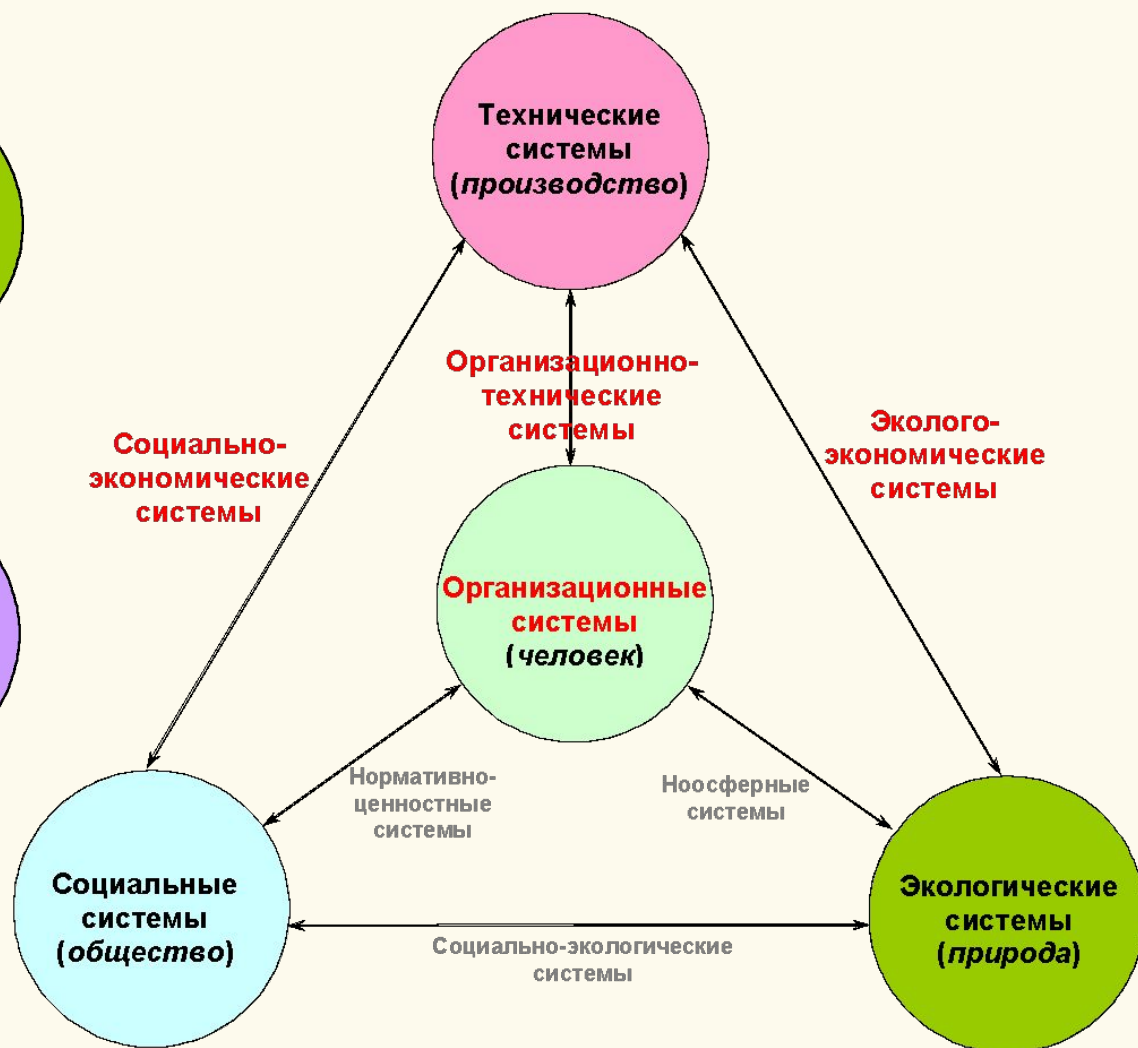 Технические
системы
(производство)
Организационно-
технические
системы
Социально-
экономические
системы
Эколого-
экономические
системы
Организационные
системы
(человек)
Нормативно-
ценностные
системы
Ноосферные
системы
Социальные
системы
(общество)
Экологические
системы
(природа)
Социально-экологические
системы